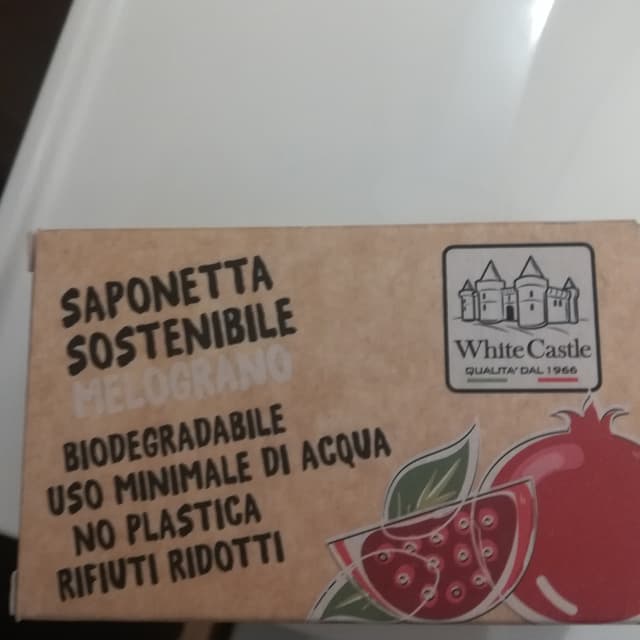 SAPONETTA
SOSTENIBILE
MELOGRANO
BIODEGRADABILE
USO MINIMALE DI ACQUA
NO PLASTICA
RIFIUTI RIDOTTI
White Castle
QUALITA' DAL 1966